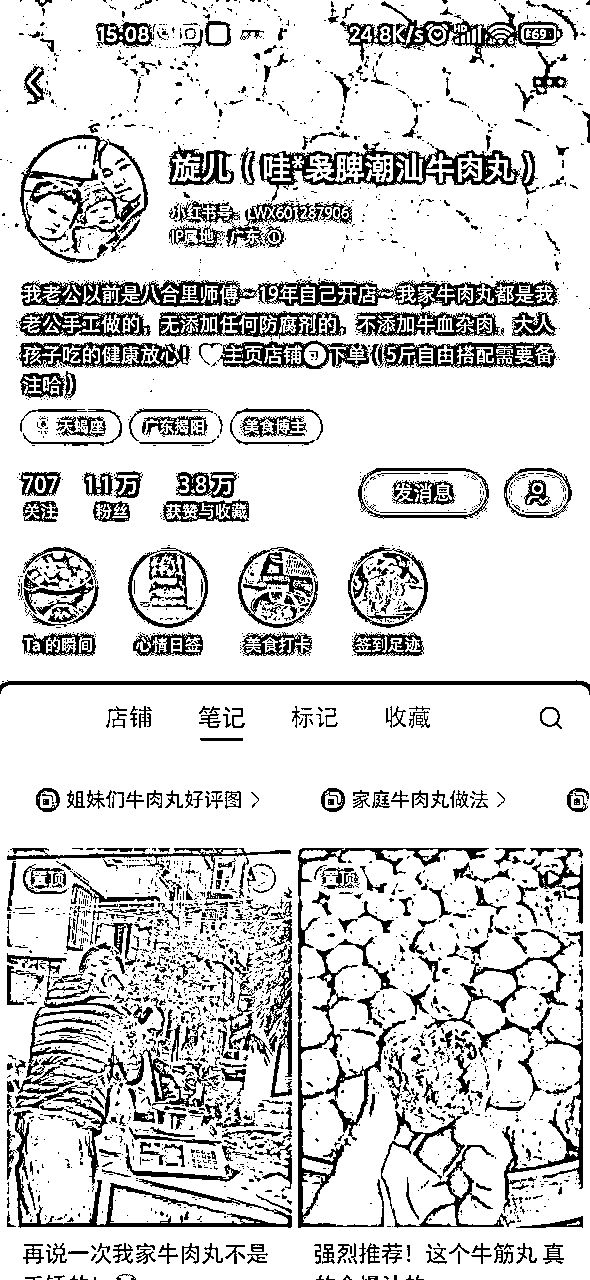 15:08
24.8K/s
69
旋儿（哇*袅脾潮汕牛肉丸）
小红书号：LWX601287906
IP属地：广东
我老公以前是八合里师傅~19年自己开店~我家牛肉丸都是我
老公手工做的，无添加任何防腐剂的，不添加牛血杂肉，大人
孩子吃的健康放心！🤍主页店铺下单（5斤自由搭配需要备
注哈）
天蝎座
广东揭阳
美食博主
707
1.1万
3.8万
关注
粉丝
获赞与收藏
发消息
Ta 的瞬间
心情日签
美食打卡
签到足迹
店铺
笔记
标记
收藏
姐妹们牛肉丸好评图
家庭牛肉丸做法
置顶
置顶
再说一次我家牛肉丸不是
强烈推荐！这个牛筋丸 真